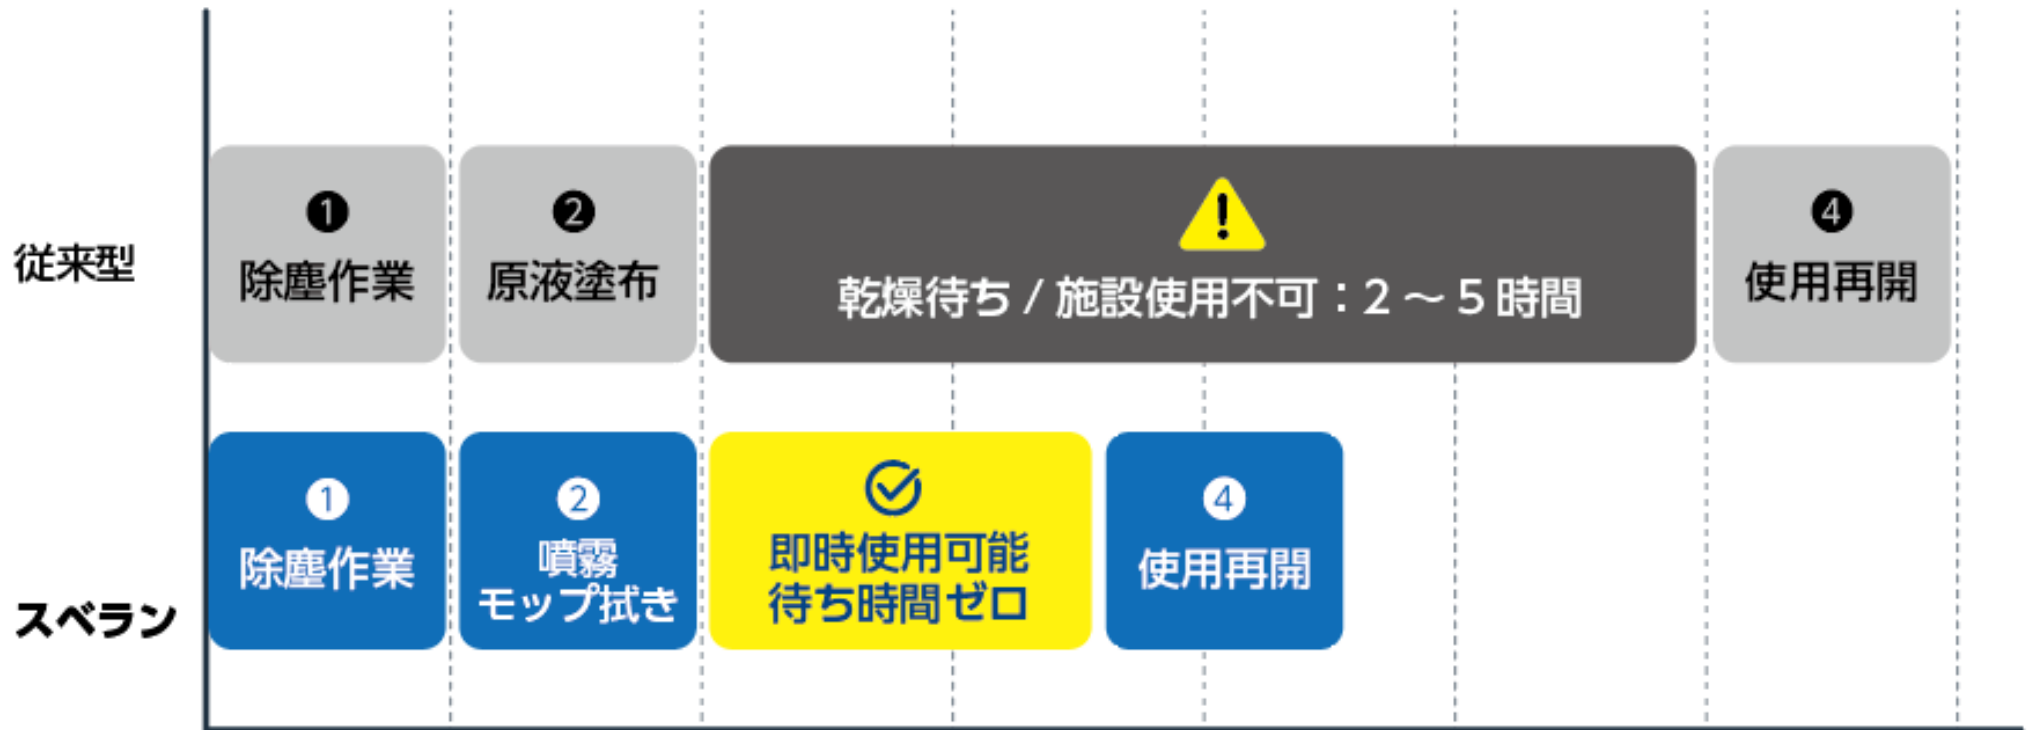 従来型
❶
除塵作業
❷
原液塗布
!
乾燥待ち / 施設使用不可：2 ～ 5 時間
❹
使用再開
スベラン
①
除塵作業
②
噴霧
モップ拭き
即時使用可能
待ち時間ゼロ
④
使用再開